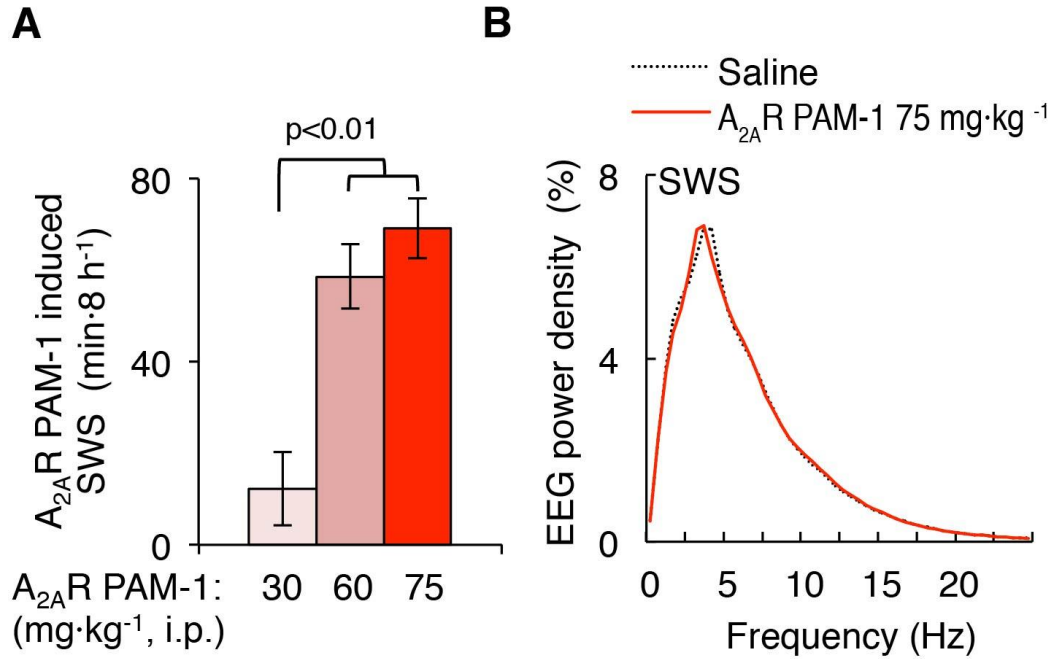 A
p<0.01
80
40
0
A2AR PAM-1 induced
SWS (min·8 h-1)
A2AR PAM-1: 30 60 75
(mg·kg-1, i.p.)
B
Saline
A2AR PAM-1 75 mg·kg -1
SWS
8
4
0
EEG power density (%)
0 5 10 15 20
Frequency (Hz)